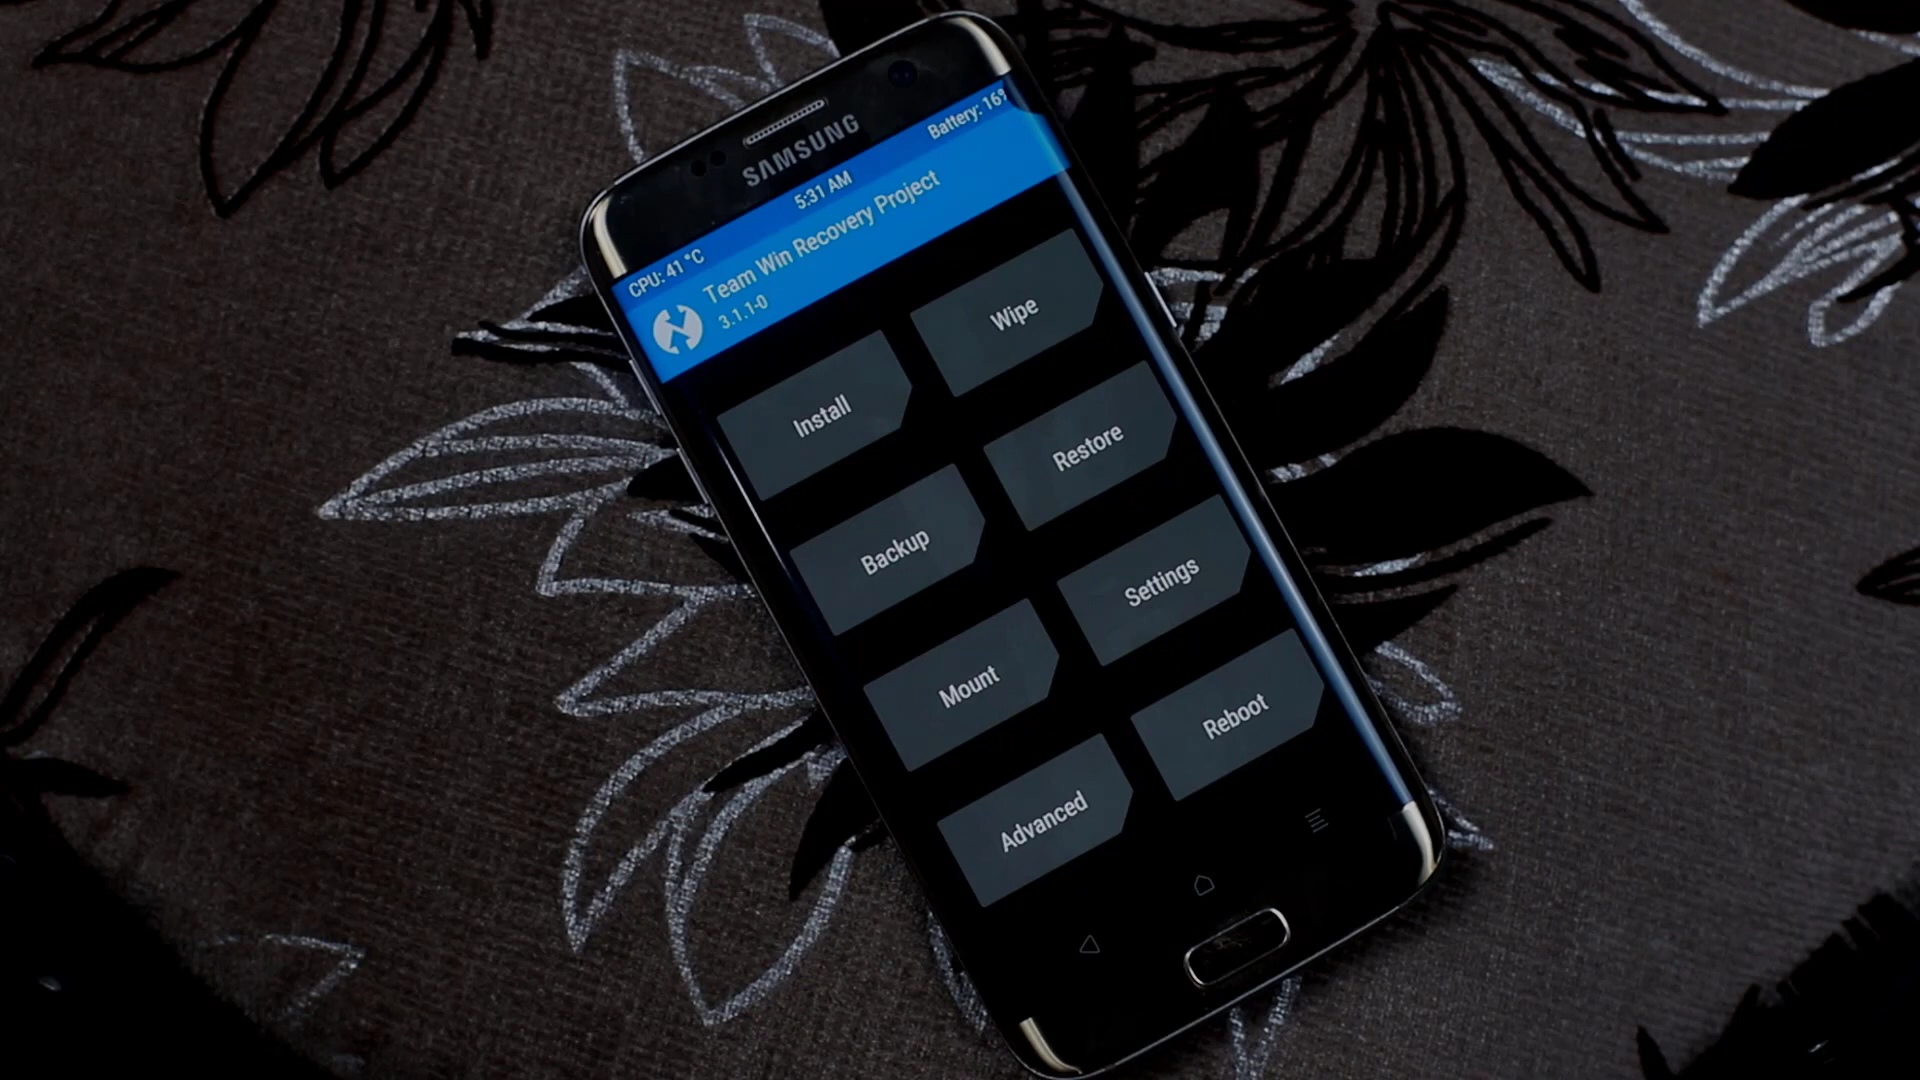 SAMSUNG
CPU: 41 °C
5:31 AM
Battery: 16%
Team Win Recovery Project
3.1.1-0
Install
Wipe
Backup
Restore
Mount
Settings
Advanced
Reboot